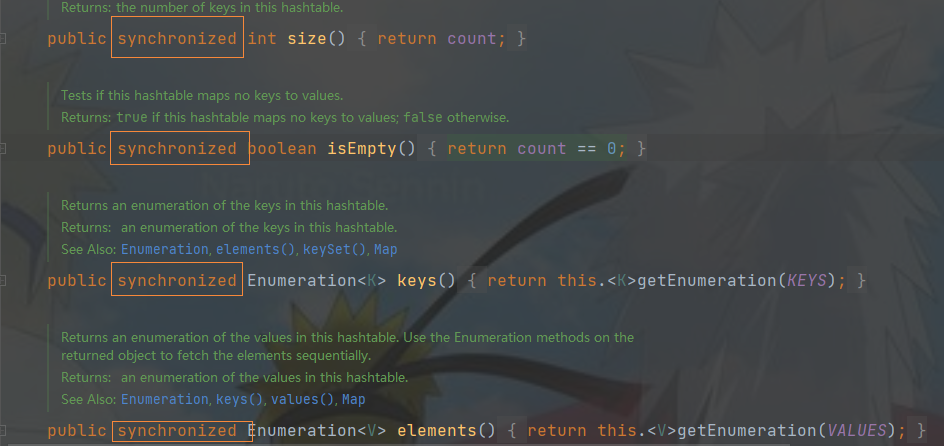 Returns: the number of keys in this hashtable.
public synchronized int size() { return count; }
Tests if this hashtable maps no keys to values.
Returns: true if this hashtable maps no keys to values; false otherwise.
public synchronized boolean isEmpty() { return count == 0; }
Returns an enumeration of the keys in this hashtable.
Returns: an enumeration of the keys in this hashtable.
See Also: Enumeration, elements(), keySet(), Map
public synchronized Enumeration<K> keys() { return this.<K>getEnumeration(KEYS); }
Returns an enumeration of the values in this hashtable. Use the Enumeration methods on the
returned object to fetch the elements sequentially.
Returns: an enumeration of the values in this hashtable.
See Also: Enumeration, keys(), values(), Map
public synchronized Enumeration<V> elements() { return this.<V>getEnumeration(VALUES); }